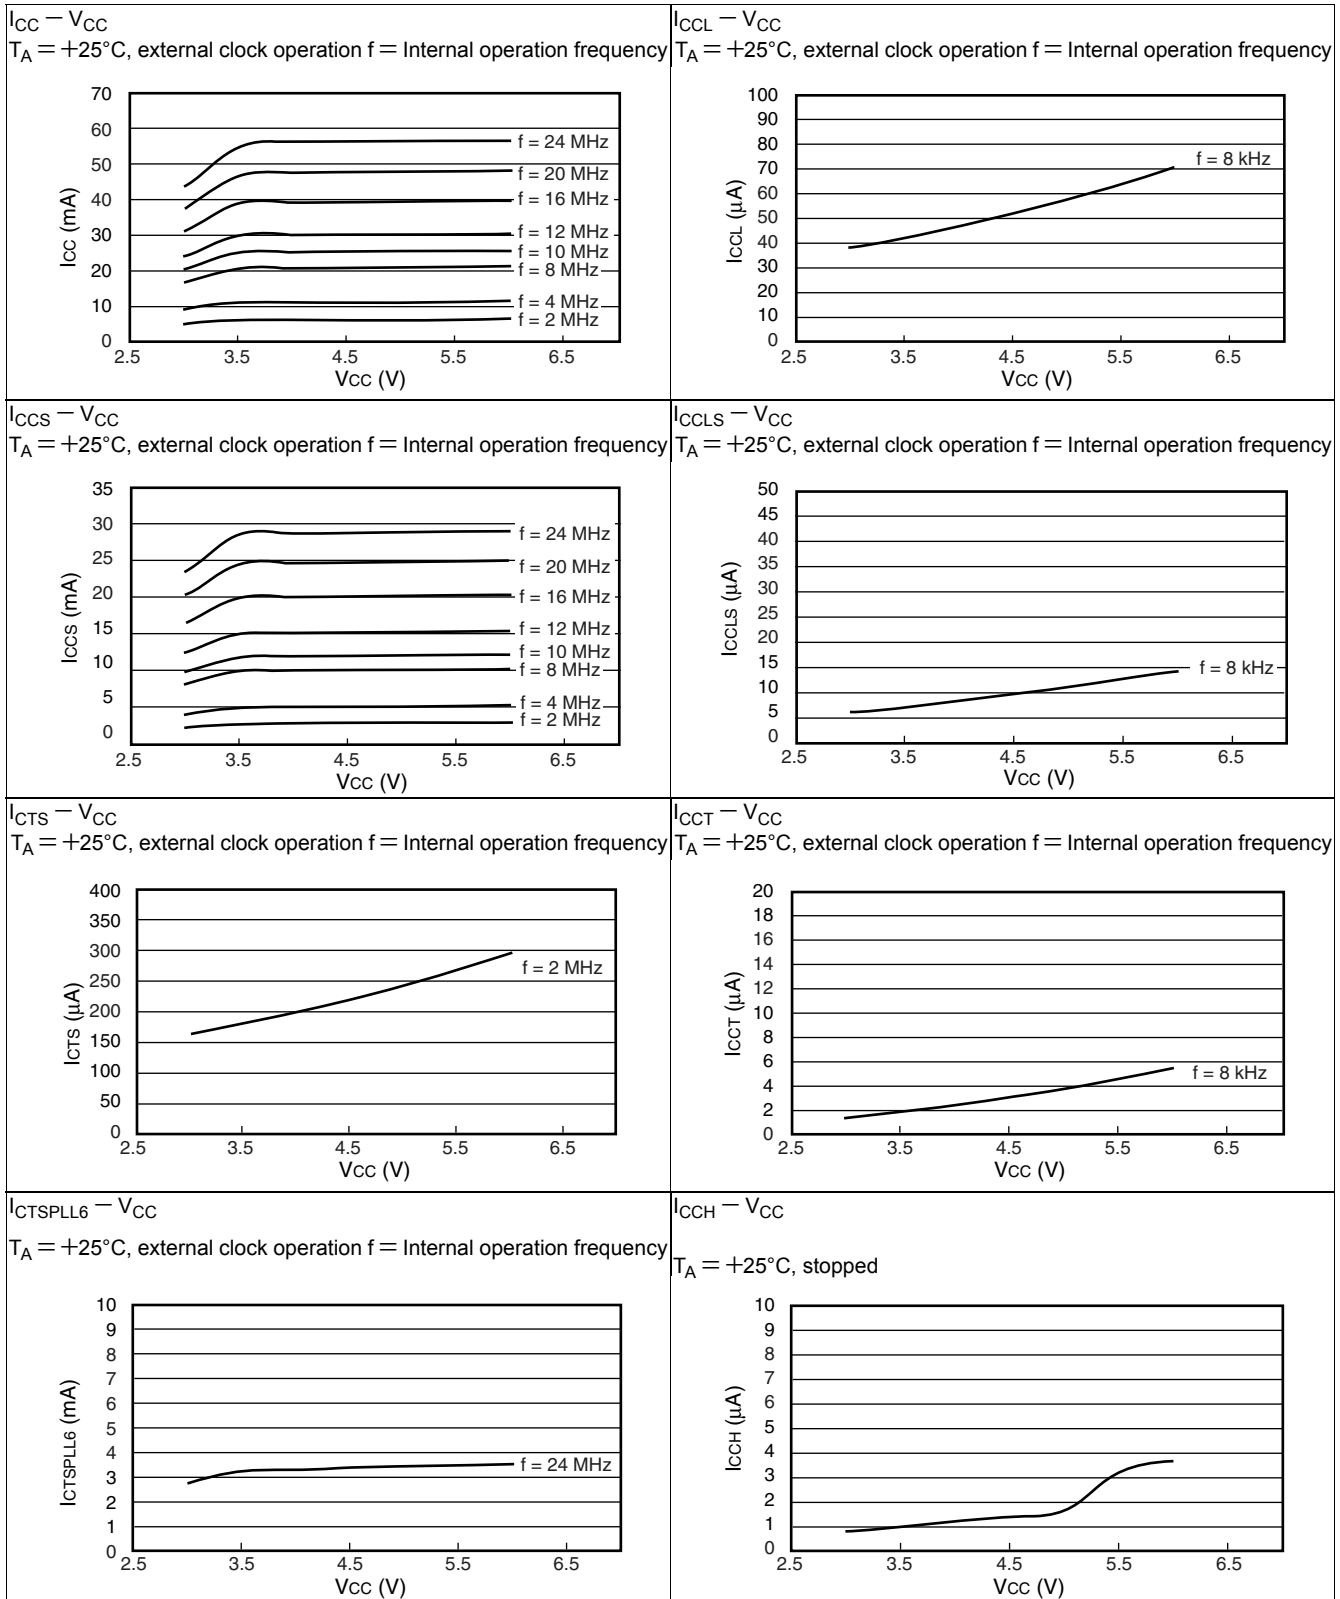 ICC − VCC
TA = +25°C, external clock operation f = Internal operation frequency
70
60
50
40
30
20
10
0
ICC (mA)
f = 24 MHz
f = 20 MHz
f = 16 MHz
f = 12 MHz
f = 10 MHz
f = 8 MHz
f = 4 MHz
f = 2 MHz
2.5 3.5 4.5 5.5 6.5
VCC (V)
ICCL − VCC
TA = +25°C, external clock operation f = Internal operation frequency
100
90
80
70
60
50
40
30
20
10
0
ICCL (μA)
f = 8 kHz
2.5 3.5 4.5 5.5 6.5
VCC (V)
ICCS − VCC
TA = +25°C, external clock operation f = Internal operation frequency
35
30
25
20
15
10
5
0
ICCS (mA)
f = 24 MHz
f = 20 MHz
f = 16 MHz
f = 12 MHz
f = 10 MHz
f = 8 MHz
f = 4 MHz
f = 2 MHz
2.5 3.5 4.5 5.5 6.5
VCC (V)
ICCLS − VCC
TA = +25°C, external clock operation f = Internal operation frequency
50
45
40
35
30
25
20
15
10
5
0
ICCLS (μA)
f = 8 kHz
2.5 3.5 4.5 5.5 6.5
VCC (V)
ICTS − VCC
TA = +25°C, external clock operation f = Internal operation frequency
400
350
300
250
200
150
100
50
0
ICTS (μA)
f = 2 MHz
2.5 3.5 4.5 5.5 6.5
VCC (V)
ICCT − VCC
TA = +25°C, external clock operation f = Internal operation frequency
20
18
16
14
12
10
8
6
4
2
0
ICCT (μA)
f = 8 kHz
2.5 3.5 4.5 5.5 6.5
VCC (V)
ICTSPLL6 − VCC
TA = +25°C, external clock operation f = Internal operation frequency
10
9
8
7
6
5
4
3
2
1
0
ICTSPLL6 (mA)
f = 24 MHz
2.5 3.5 4.5 5.5 6.5
VCC (V)
ICCH − VCC
TA = +25°C, stopped
10
9
8
7
6
5
4
3
2
1
0
ICCH (μA)
2.5 3.5 4.5 5.5 6.5
VCC (V)